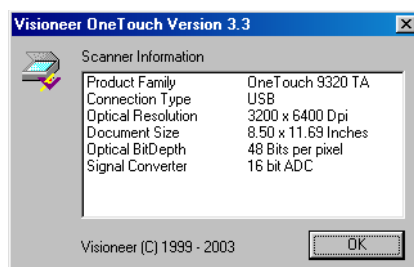 Visioneer OneTouch Version 3.3
Scanner Information
Product Family OneTouch 9320 TA
Connection Type USB
Optical Resolution 3200 x 6400 Dpi
Document Size 8.50 x 11.69 Inches
Optical BitDepth 48 Bits per pixel
Signal Converter 16 bit ADC
Visioneer (C) 1999 - 2003
OK